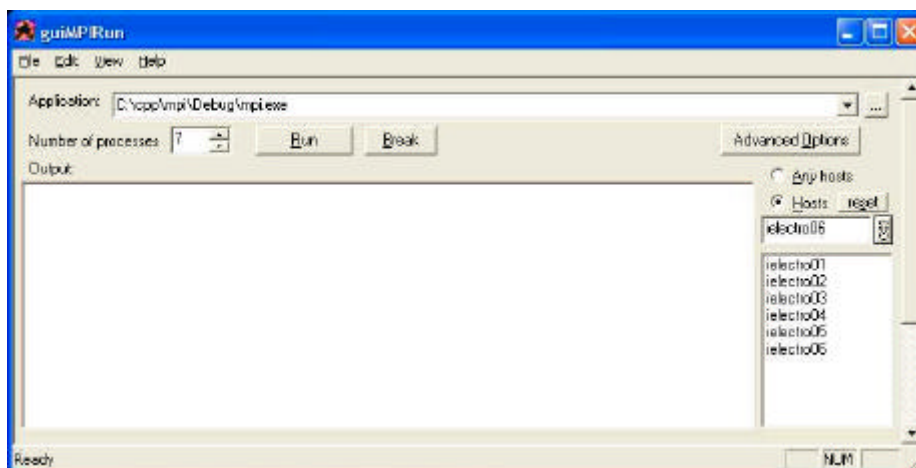 guiMPIRun
File Edit View Help
Application: C:\cpp\mpi\Debug\mpi.exe ...
Number of processes 7 Run Break Advanced Options
Output:
Any hosts
Hosts reset
ielectro06
ielectro01
ielectro02
ielectro03
ielectro04
ielectro05
ielectro06
Ready NUM